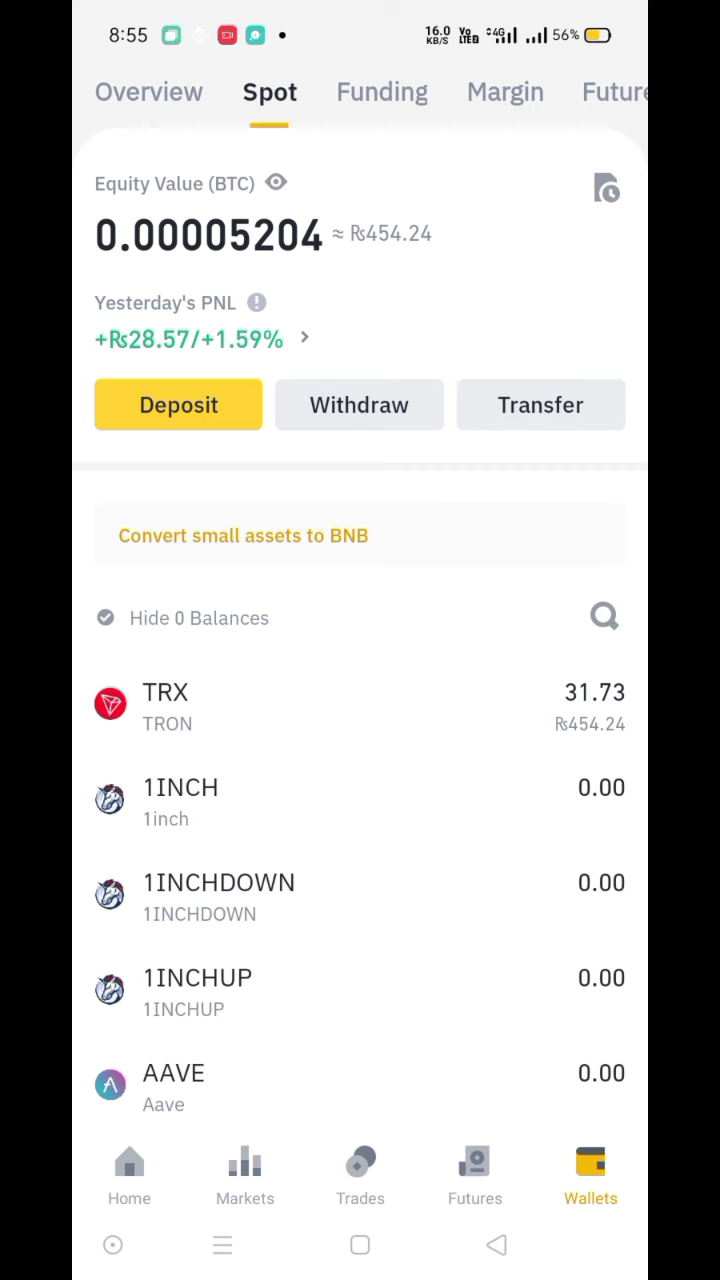 8:55 16.0 KB/S Vo LTE2 4G 56%
Overview Spot Funding Margin Future
Equity Value (BTC)
0.00005204 ≈ ₨454.24
Yesterday's PNL
+₨28.57/+1.59%
Deposit Withdraw Transfer
Convert small assets to BNB
Hide 0 Balances
TRX 31.73
TRON ₨454.24
1INCH 0.00
1inch
1INCHDOWN 0.00
1INCHDOWN
1INCHUP 0.00
1INCHUP
AAVE 0.00
Aave
Home Markets Trades Futures Wallets